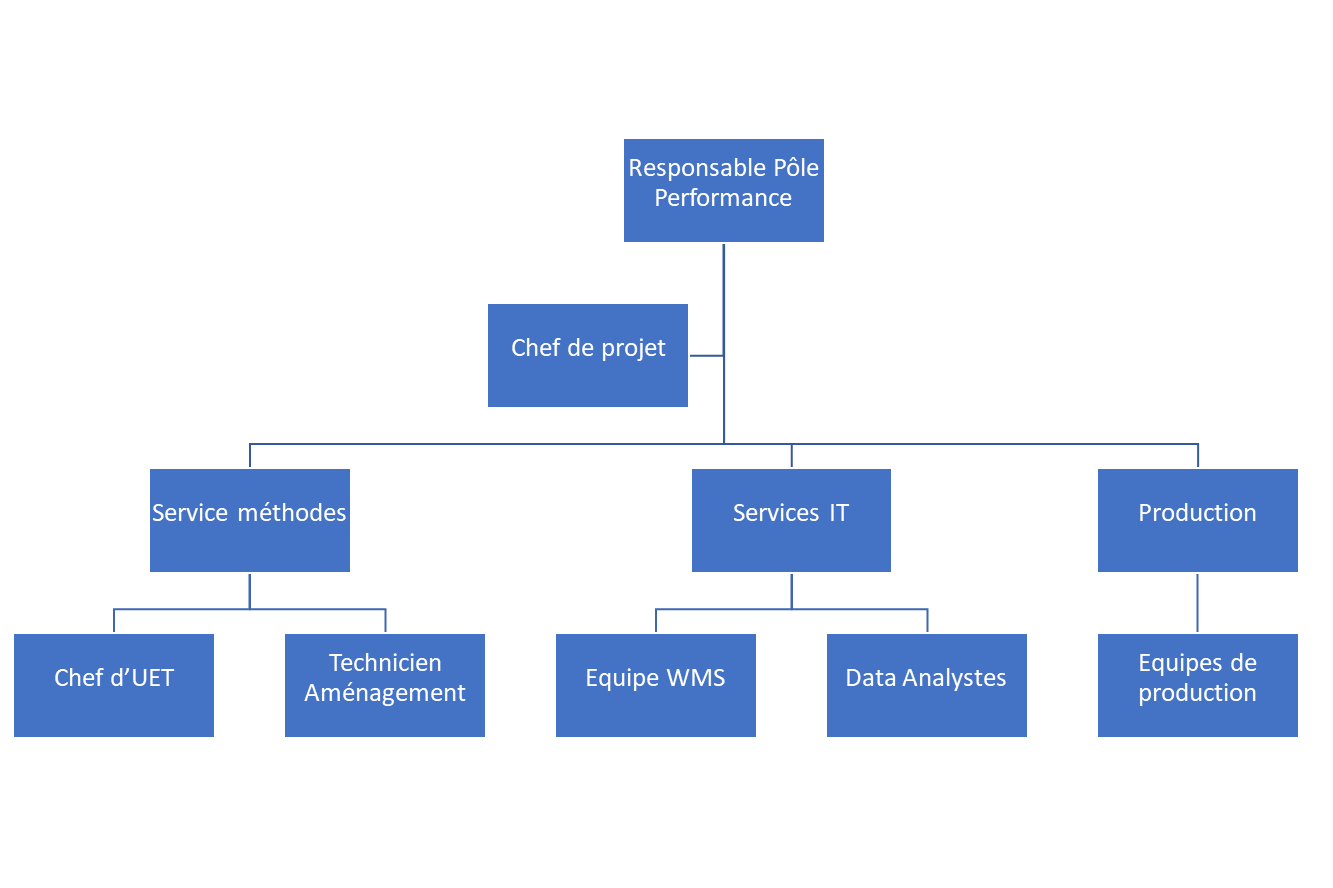 Responsable Pôle
Performance
Chef de projet
Service méthodes
Services IT
Production
Chef d’UET
Technicien
Aménagement
Equipe WMS
Data Analystes
Equipes de
production